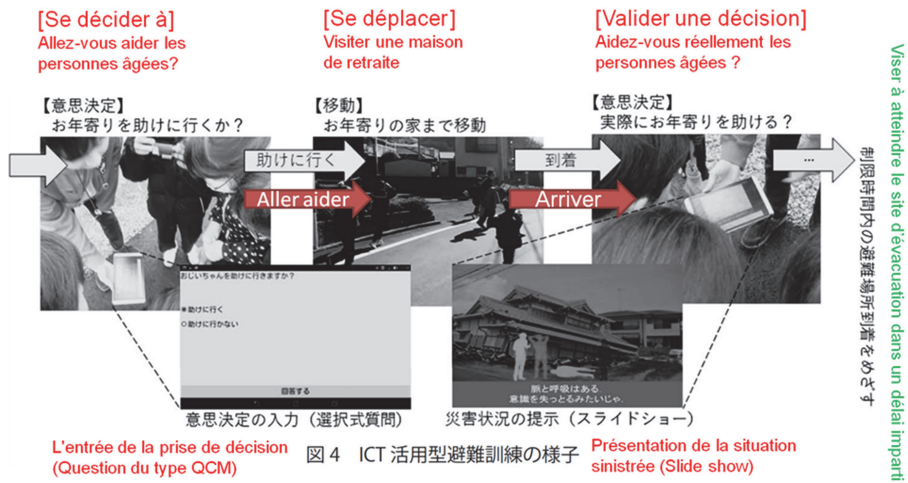 [Se décider à]
Allez-vous aider les
personnes âgées?
【意思決定】
お年寄りを助けに行くか？
[Se déplacer]
Visiter une maison
de retraite
【移動】
お年寄りの家まで移動
[Valider une décision]
Aidez-vous réellement les
personnes âgées ?
【意思決定】
実際にお年寄りを助ける？
助けに行く
Aller aider
到着
Arriver
...
制限時間内の避難場所到着をめざす
Viser à atteindre le site d'évacuation dans un délai imparti
おじいちゃんを助けに行きますか？
助けに行く
助けに行かない
回答する
脈と呼吸はある.
意識を失っとるみたいじゃ.
意思決定の入力（選択式質問）
災害状況の提示（スライドショー）
L'entrée de la prise de décision
(Question du type QCM)
図 4　ICT 活用型避難訓練の様子
Présentation de la situation
sinistrée (Slide show)